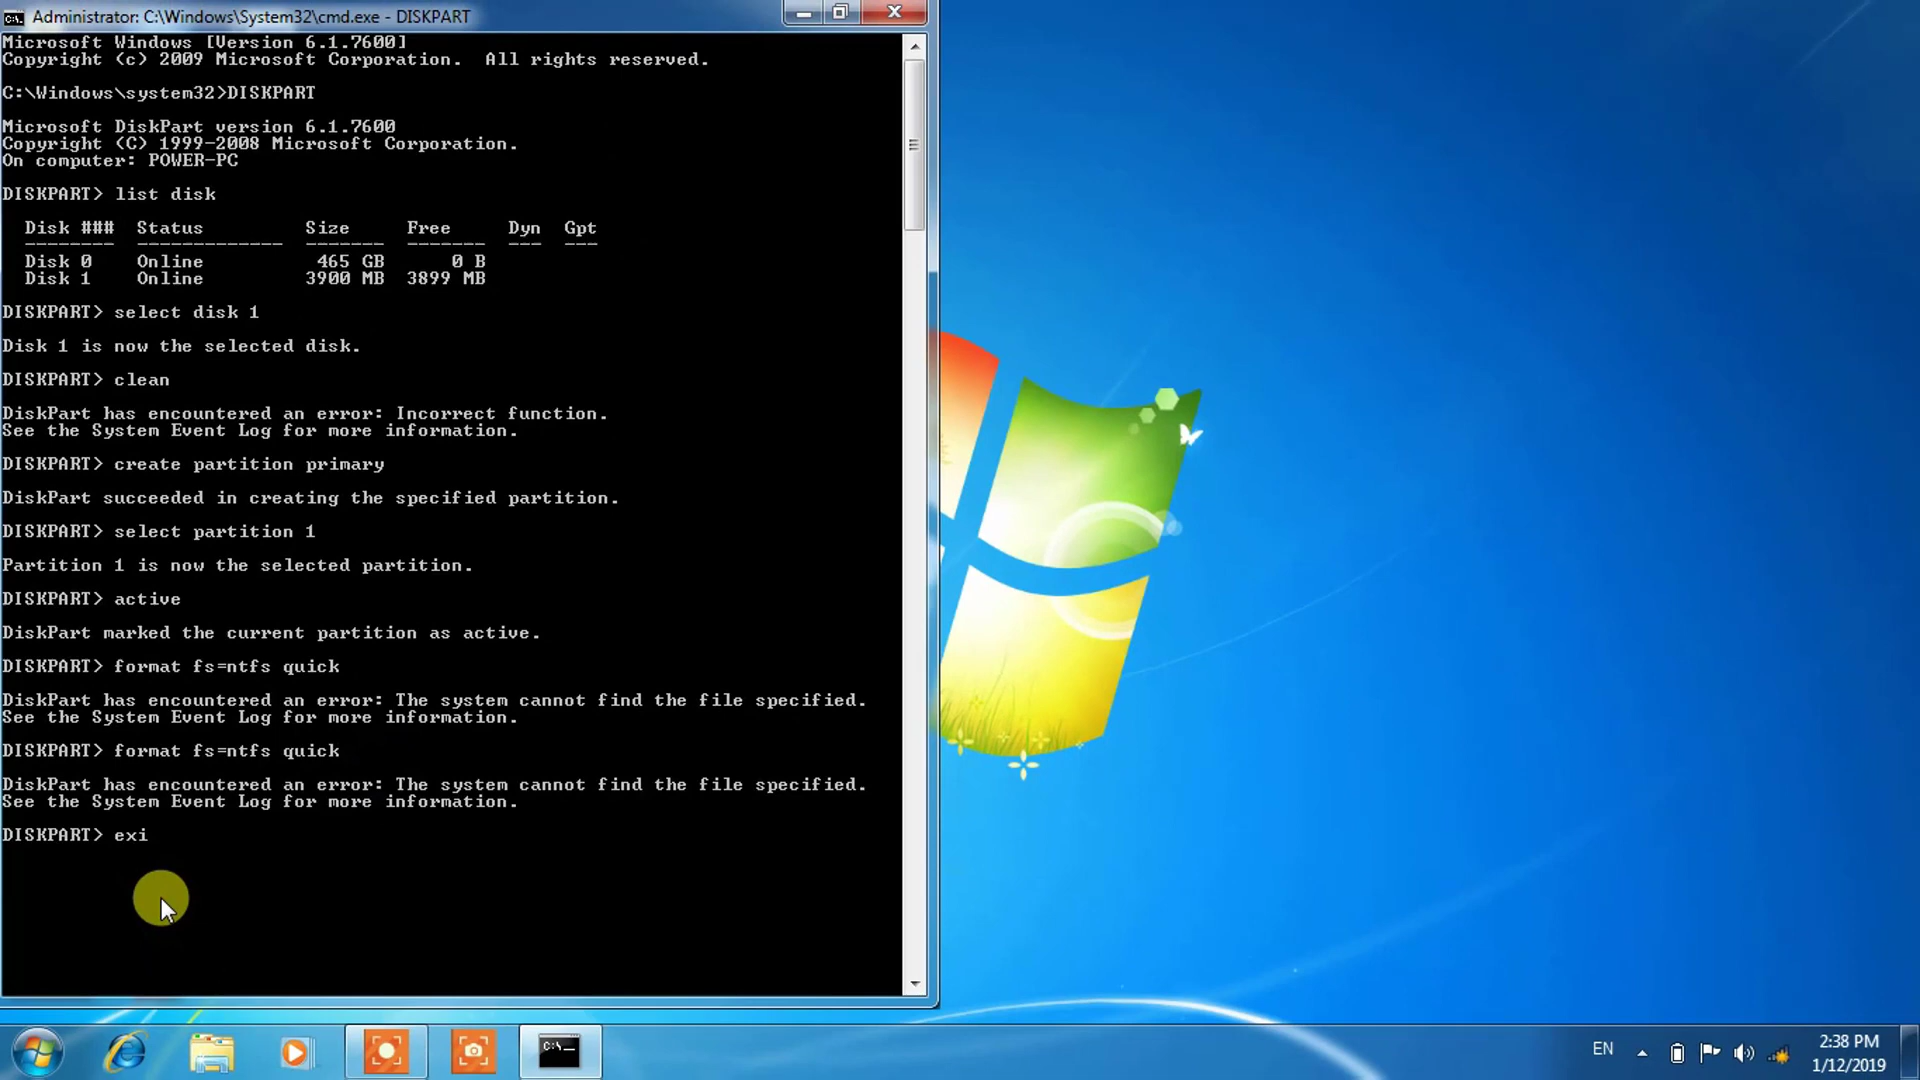 Administrator: C:\Windows\System32\cmd.exe - DISKPART
Microsoft Windows [Version 6.1.7600]
Copyright (c) 2009 Microsoft Corporation.  All rights reserved.
C:\Windows\system32>DISKPART
Microsoft DiskPart version 6.1.7600
Copyright (C) 1999-2008 Microsoft Corporation.
On computer: POWER-PC
DISKPART> list disk
Disk ###  Status  Size  Free  Dyn  Gpt
--------  -------------  -------  -------  ---  ---
Disk 0  Online  465 GB  0 B
Disk 1  Online  3900 MB  3899 MB
DISKPART> select disk 1
Disk 1 is now the selected disk.
DISKPART> clean
DiskPart has encountered an error: Incorrect function.
See the System Event Log for more information.
DISKPART> create partition primary
DiskPart succeeded in creating the specified partition.
DISKPART> select partition 1
Partition 1 is now the selected partition.
DISKPART> active
DiskPart marked the current partition as active.
DISKPART> format fs=ntfs quick
DiskPart has encountered an error: The system cannot find the file specified.
See the System Event Log for more information.
DISKPART> format fs=ntfs quick
DiskPart has encountered an error: The system cannot find the file specified.
See the System Event Log for more information.
DISKPART> exi
C:\_
EN
2:38 PM
1/12/2019